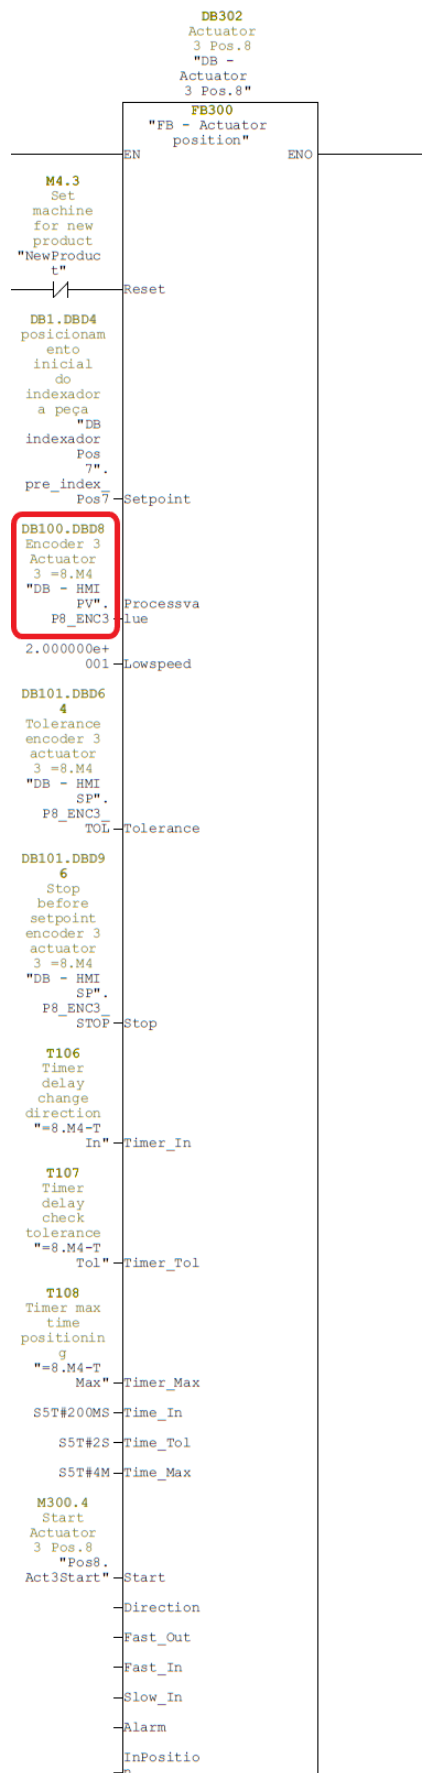 DB302
Actuator
3 Pos.8
"DB -
Actuator
3 Pos.8"
FB300
"FB - Actuator
position"
EN
ENO
M4.3
Set
machine
for new
product
"NewProduc
t"
Reset
DB1.DBD4
posicionam
ento
inicial
do
indexador
a peça
"DB
indexador
Pos
7".
pre_index_
Pos7
Setpoint
DB100.DBD8
Encoder 3
Actuator
3 =8.M4
"DB - HMI
PV".
P8_ENC3
Processva
lue
2.000000e+
001
Lowspeed
DB101.DBD6
4
Tolerance
encoder 3
actuator
3 =8.M4
"DB - HMI
SP".
P8_ENC3_
TOL
Tolerance
DB101.DBD9
6
Stop
before
setpoint
encoder 3
actuator
3 =8.M4
"DB - HMI
SP".
P8_ENC3_
STOP
Stop
T106
Timer
delay
change
direction
"=8.M4-T
In"
Timer_In
T107
Timer
delay
check
tolerance
"=8.M4-T
Tol"
Timer_Tol
T108
Timer max
time
positionin
g
"=8.M4-T
Max"
Timer_Max
S5T#200MS
Time_In
S5T#2S
Time_Tol
S5T#4M
Time_Max
M300.4
Start
Actuator
3 Pos.8
"Pos8.
Act3Start"
Start
Direction
Fast_Out
Fast_In
Slow_In
Alarm
InPositio